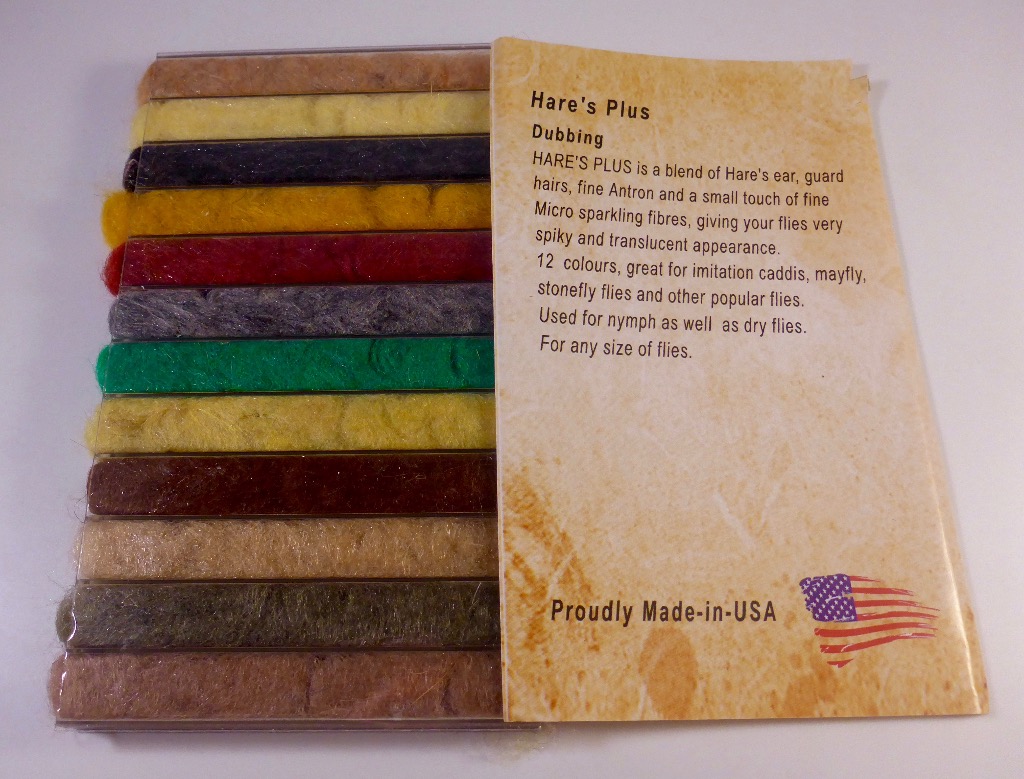 Hare's Plus
Dubbing
HARE'S PLUS is a blend of Hare's ear, guard
hairs, fine Antron and a small touch of fine
Micro sparkling fibres, giving your flies very
spiky and translucent appearance.
12 colours, great for imitation caddis, mayfly,
stonefly flies and other popular flies.
Used for nymph as well as dry flies.
For any size of flies.
Proudly Made-in-USA